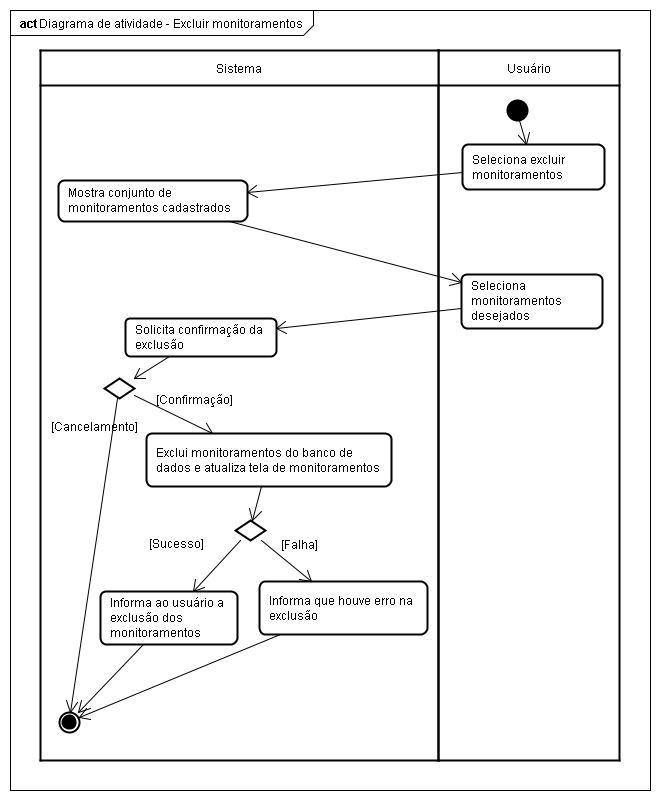 act Diagrama de atividade - Excluir monitoramentos
Sistema
Usuário
Seleciona excluir
monitoramentos
Mostra conjunto de
monitoramentos cadastrados
Seleciona
monitoramentos
desejados
Solicita confirmação da
exclusão
[Confirmação]
[Cancelamento]
Exclui monitoramentos do banco de
dados e atualiza tela de monitoramentos
[Sucesso]
[Falha]
Informa ao usuário a
exclusão dos
monitoramentos
Informa que houve erro na
exclusão